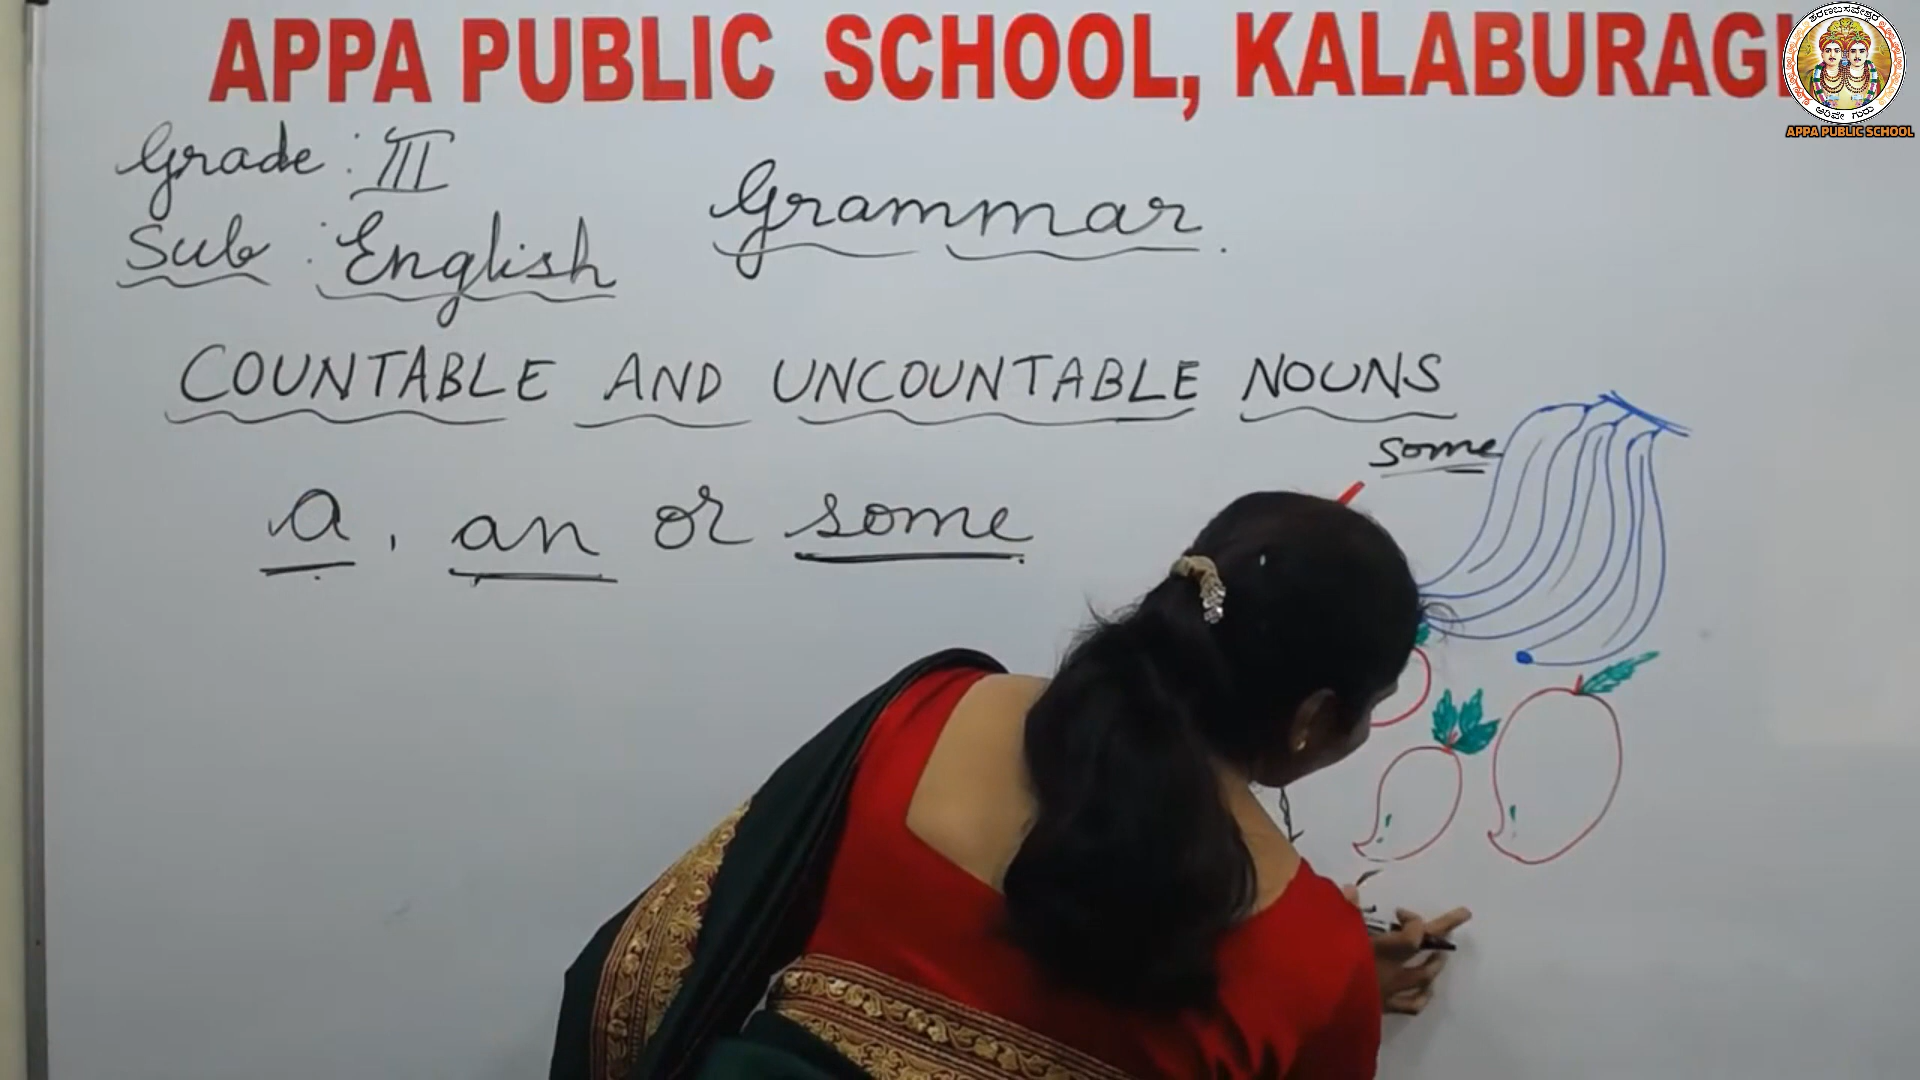 APPA PUBLIC SCHOOL, KALABURAGI
Grade : III
Sub : English
Grammar.
COUNTABLE AND UNCOUNTABLE NOUNS
some
a, an or some
APPA PUBLIC SCHOOL